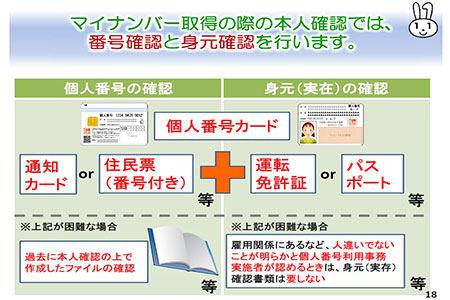 マイナンバー取得の際の本人確認では、
番号確認と身元確認を行います。
個人番号の確認
身元(実在)の確認
個人番号カード
通知
カード
or
住民票
(番号付き)
等
運転
免許証
or
パス
ポート
等
※上記が困難な場合
過去に本人確認の上で
作成したファイルの確認
等
※上記が困難な場合
雇用関係にあるなど、人違いでない
ことが明らかと個人番号利用事務
実施者が認めるときは、身元(実存)
確認書類は要しない
等
18